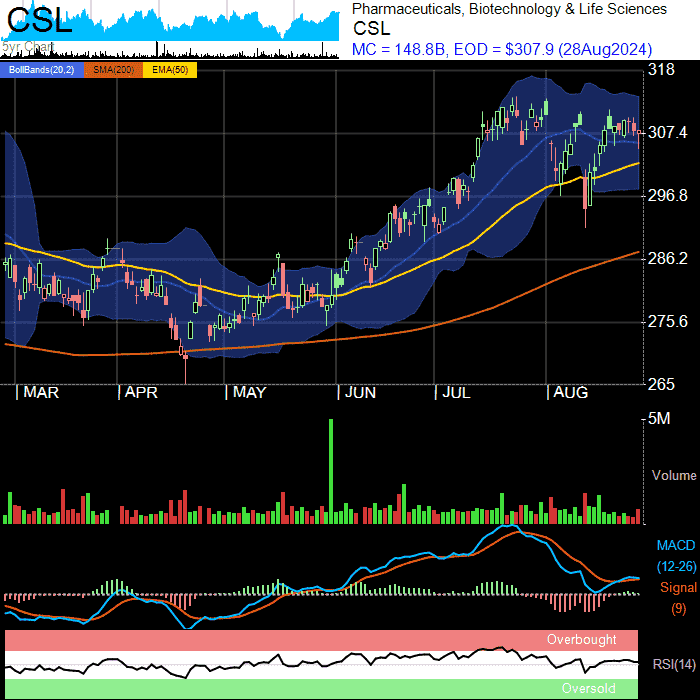 CSL
5yr Chart
Pharmaceuticals, Biotechnology & Life Sciences
CSL
MC = 148.8B, EOD = $307.9 (28Aug2024)
BollBands(20,2) SMA(200) EMA(50)
318
307.4
296.8
286.2
275.6
265
| MAR | APR | MAY | JUN | JUL | AUG
5M
Volume
MACD
(12-26)
Signal
(9)
Overbought
RSI(14)
Oversold